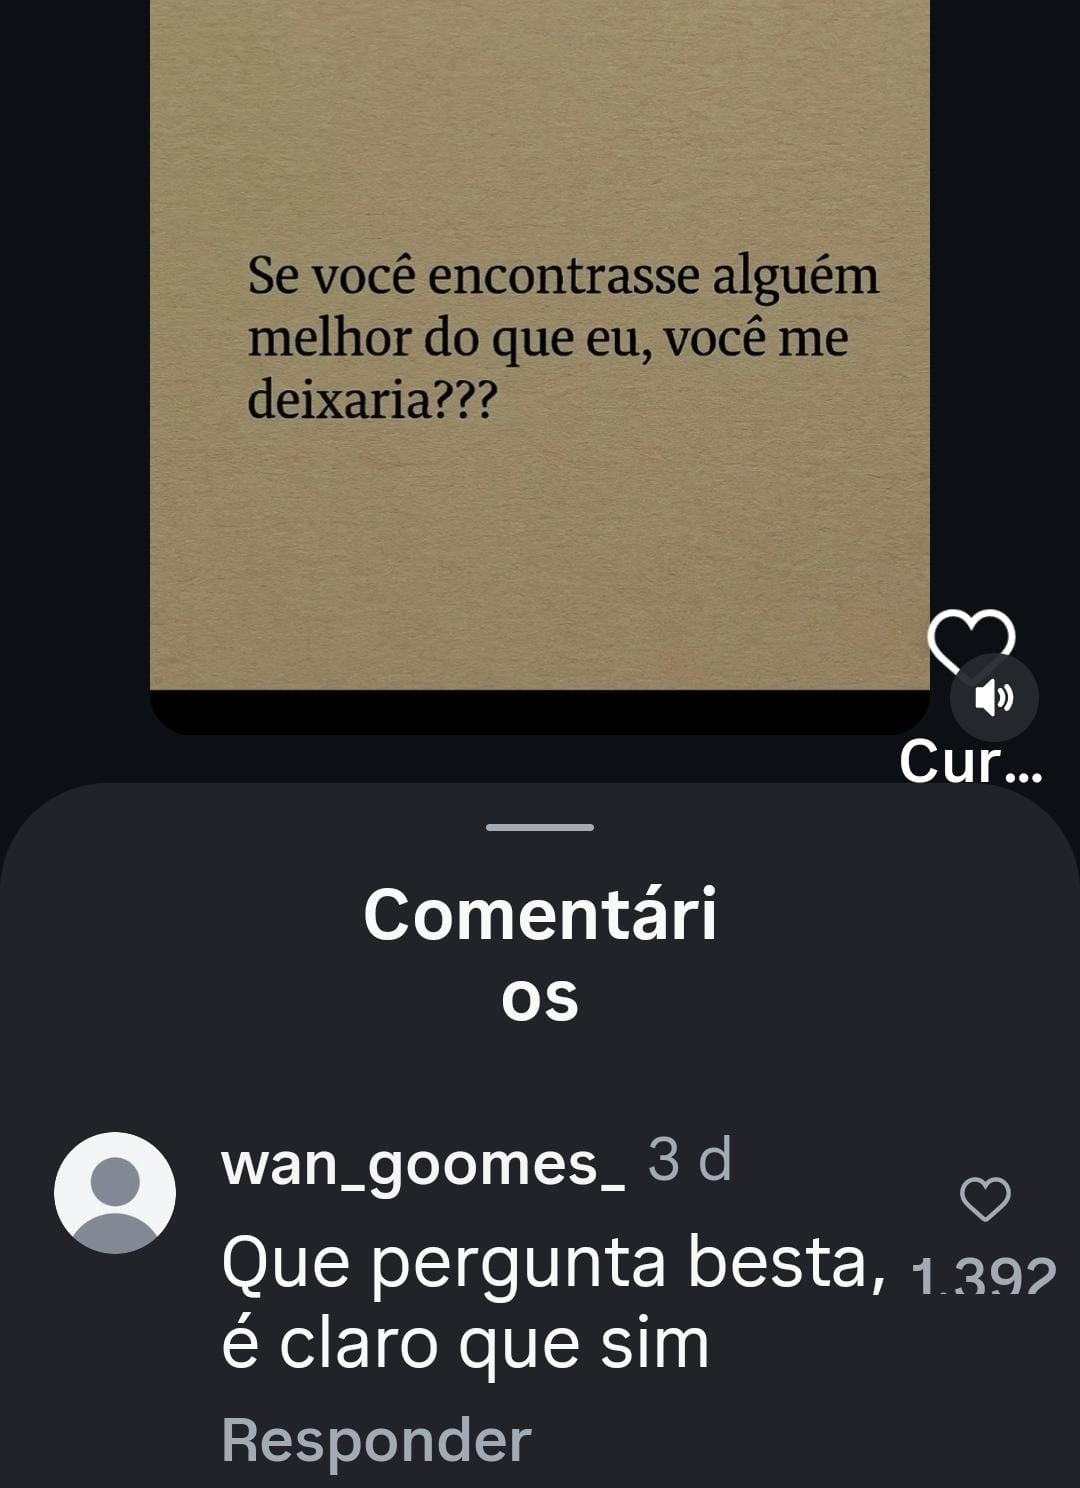 Se você encontrasse alguém
melhor do que eu, você me
deixaria???
Cur...
Comentári
os
wan_goomes_ 3 d
Que pergunta besta,
1.392
é claro que sim
Responder